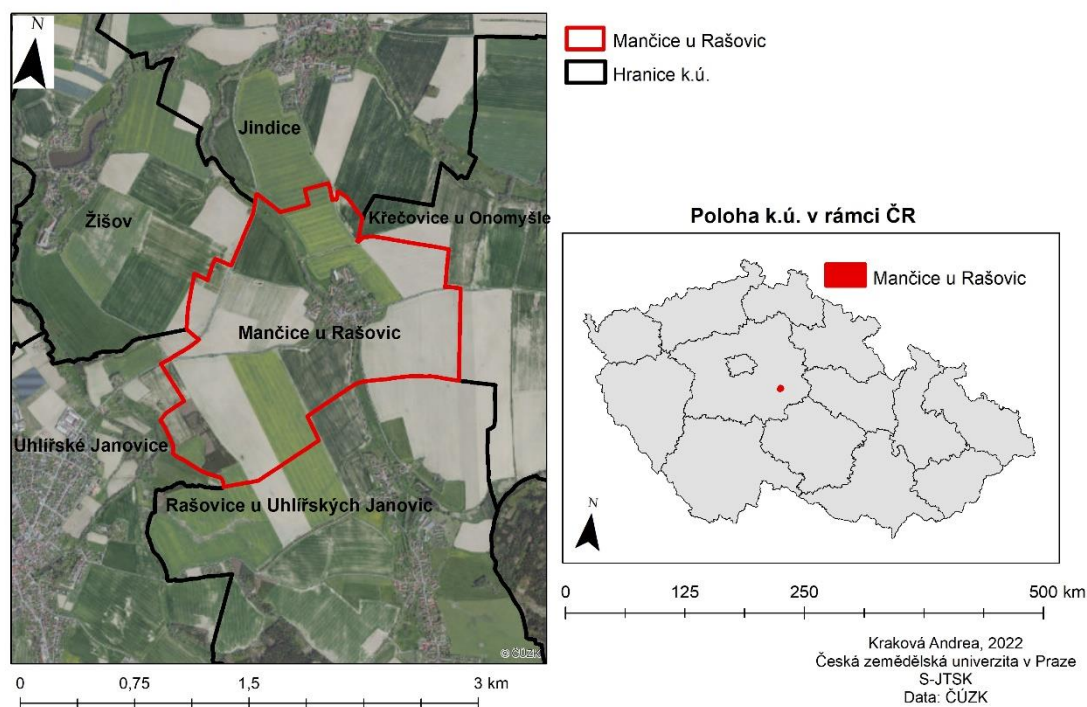 N
Jindice
Žišov
Křečovice u Onomyšle
Mančice u Rašovic
Uhlířské Janovice
Rašovice u Uhlířských Janovic
© ČÚZK
0 0,75 1,5 3 km
Mančice u Rašovic
Hranice k.ú.
Poloha k.ú. v rámci ČR
Mančice u Rašovic
N
0 125 250 500 km
Kraková Andrea, 2022
Česká zemědělská univerzita v Praze
S-JTSK
Data: ČÚZK